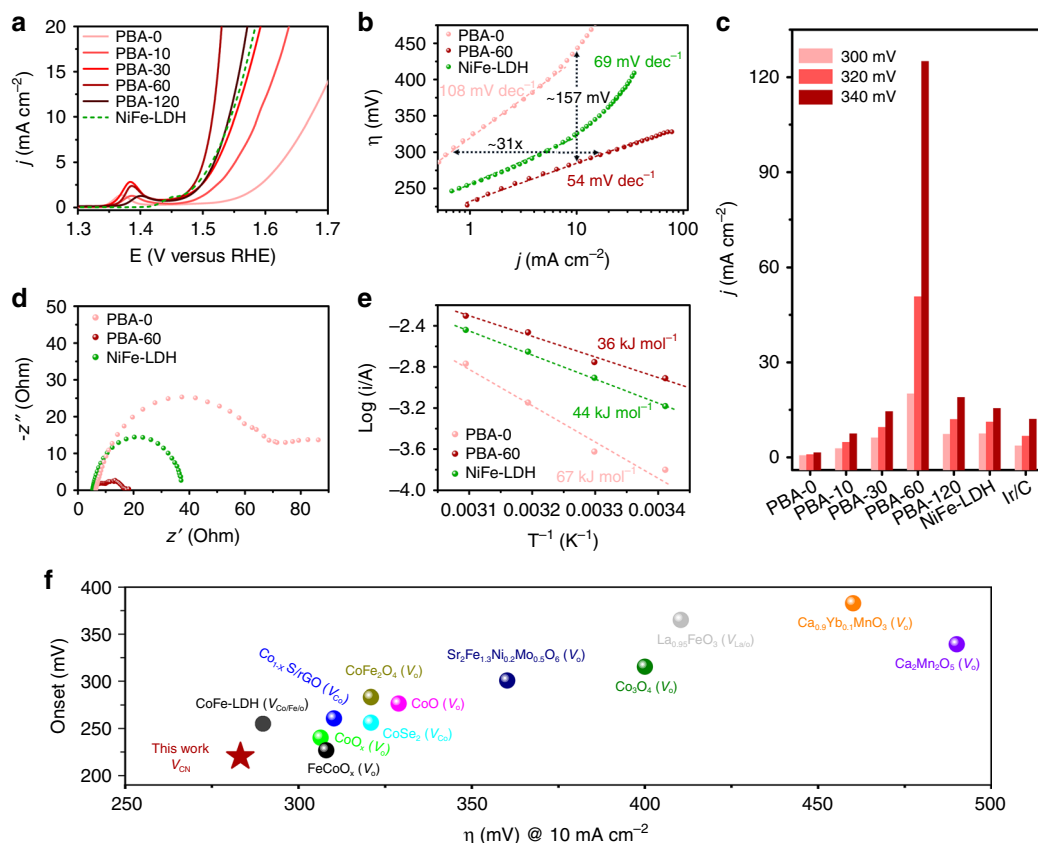 a
20
15
10
5
0
j (mA cm⁻²)
PBA-0
PBA-10
PBA-30
PBA-60
PBA-120
NiFe-LDH
1.3 1.4 1.5 1.6 1.7
E (V versus RHE)
b
450
400
350
300
250
η (mV)
PBA-0
PBA-60
NiFe-LDH
69 mV dec⁻¹
108 mV dec⁻¹
~157 mV
~31x
54 mV dec⁻¹
1 10 100
j (mA cm⁻²)
c
120
90
60
30
0
j (mA cm⁻²)
300 mV
320 mV
340 mV
PBA-0
PBA-10
PBA-30
PBA-60
PBA-120
NiFe-LDH
Ir/C
d
50
40
30
20
10
0
-z″ (Ohm)
PBA-0
PBA-60
NiFe-LDH
0 20 40 60 80
z′ (Ohm)
e
−2.4
−2.8
−3.2
−3.6
−4.0
Log (i/A)
36 kJ mol⁻¹
44 kJ mol⁻¹
PBA-0
PBA-60
NiFe-LDH
67 kJ mol⁻¹
0.0031 0.0032 0.0033 0.0034
T⁻¹ (K⁻¹)
f
400
350
300
250
200
Onset (mV)
Ca₀.₉Yb₀.₁MnO₃ (Vₒ)
La₀.₉₅FeO₃ (V_La/o)
Ca₂Mn₂O₅ (Vₒ)
Sr₂Fe₁.₃Ni₀.₂Mo₀.₅O₆ (Vₒ)
Co₃O₄ (Vₒ)
CoFe₂O₄ (Vₒ)
Co₁₋ₓ S/rGO (V_Co)
CoO (Vₒ)
CoFe-LDH (V_Co/Fe/o)
CoSe₂ (V_Co)
CoOₓ (Vₒ)
FeCoOₓ (Vₒ)
This work
V_CN
250 300 350 400 450 500
η (mV) @ 10 mA cm⁻²